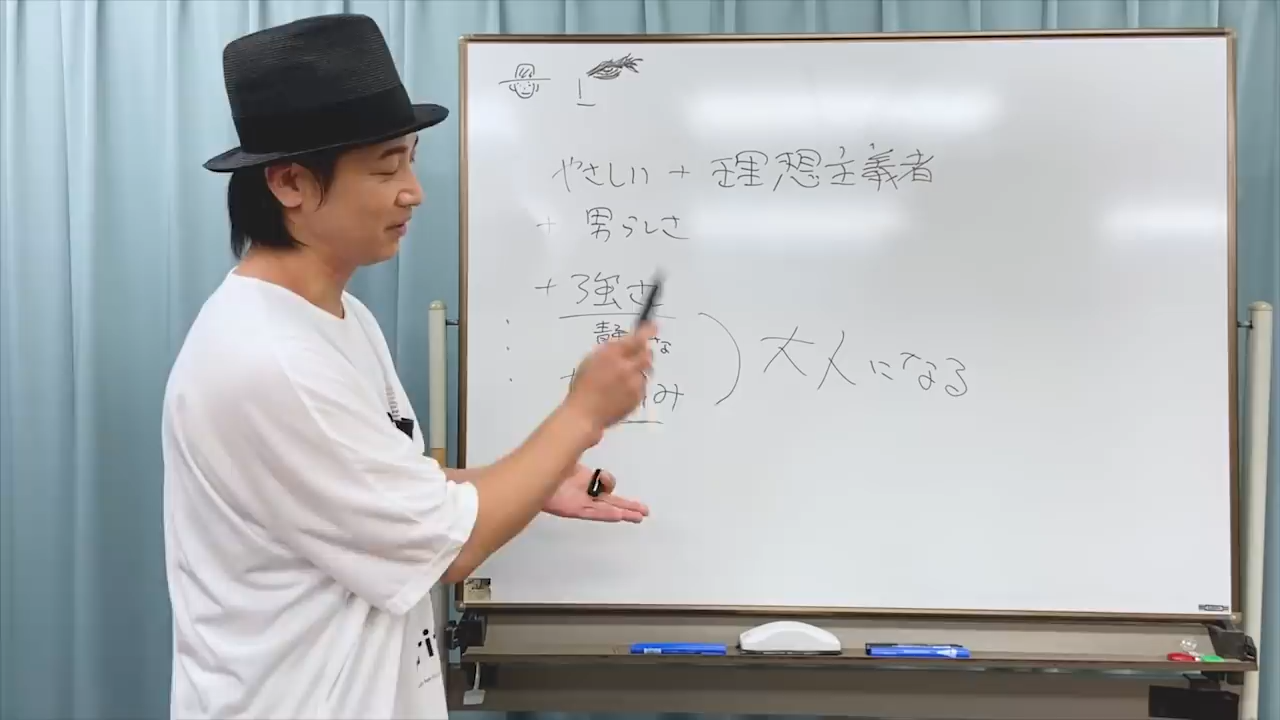 やさしい + 理想主義者
+ 男らしさ
+ 強さ
静 な
み
大人になる